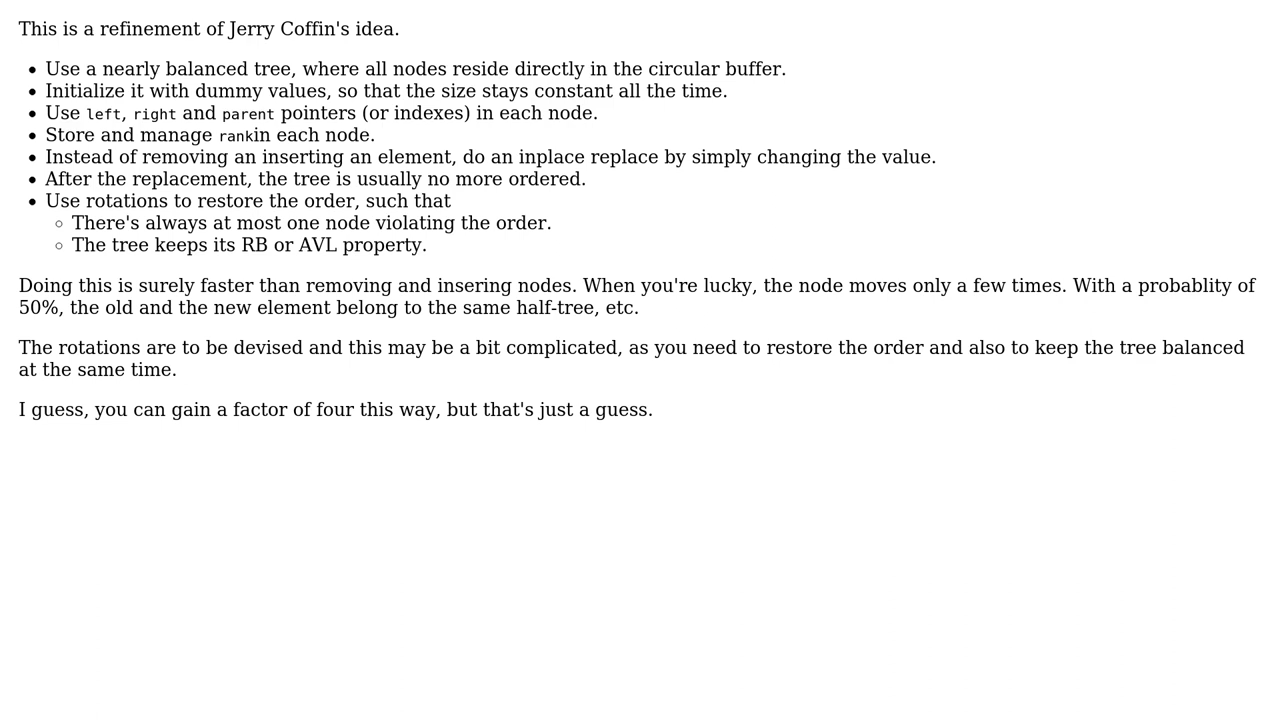 This is a refinement of Jerry Coffin's idea.
Use a nearly balanced tree, where all nodes reside directly in the circular buffer.
Initialize it with dummy values, so that the size stays constant all the time.
Use left, right and parent pointers (or indexes) in each node.
Store and manage rankin each node.
Instead of removing an inserting an element, do an inplace replace by simply changing the value.
After the replacement, the tree is usually no more ordered.
Use rotations to restore the order, such that
There's always at most one node violating the order.
The tree keeps its RB or AVL property.
Doing this is surely faster than removing and insering nodes. When you're lucky, the node moves only a few times. With a probablity of
50%, the old and the new element belong to the same half-tree, etc.
The rotations are to be devised and this may be a bit complicated, as you need to restore the order and also to keep the tree balanced
at the same time.
I guess, you can gain a factor of four this way, but that's just a guess.